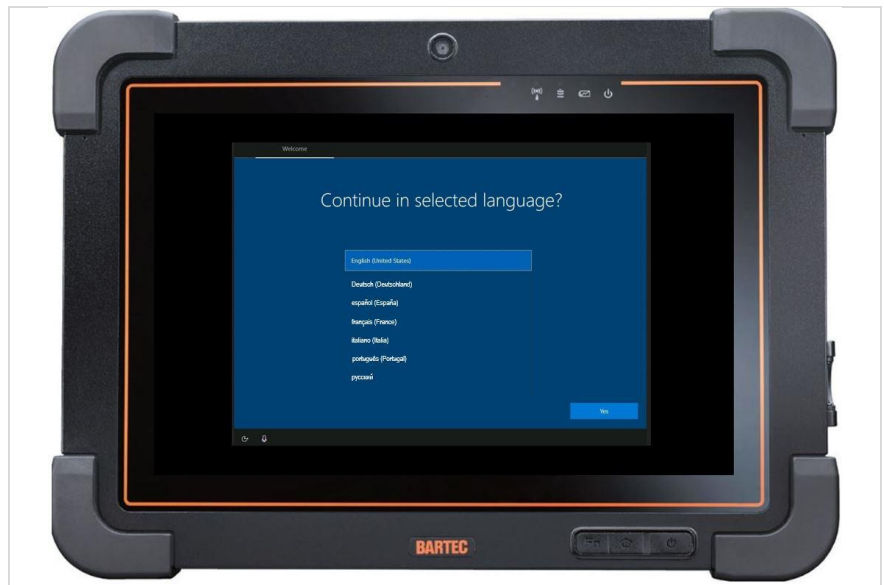 Welcome
Continue in selected language?
English (United States)
Deutsch (Deutschland)
español (España)
français (France)
italiano (Italia)
português (Portugal)
русский
Yes
BARTEC